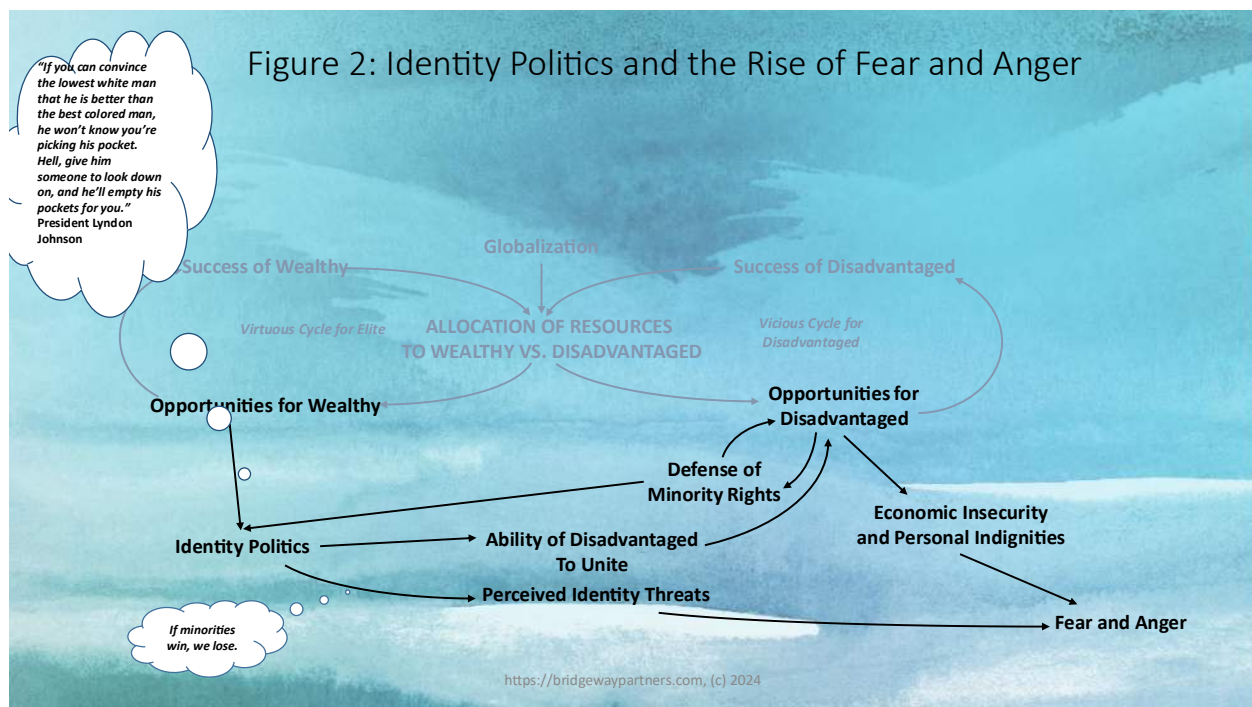 Figure 2: Identity Politics and the Rise of Fear and Anger
“If you can convince
the lowest white man
that he is better than
the best colored man,
he won’t know you’re
picking his pocket.
Hell, give him
someone to look down
on, and he’ll empty his
pockets for you.”
President Lyndon
Johnson
Globalization
Success of Wealthy
Success of Disadvantaged
Virtuous Cycle for Elite
ALLOCATION OF RESOURCES
TO WEALTHY VS. DISADVANTAGED
Vicious Cycle for
Disadvantaged
Opportunities for Wealthy
Opportunities for
Disadvantaged
Defense of
Minority Rights
Economic Insecurity
and Personal Indignities
Identity Politics
Ability of Disadvantaged
To Unite
Perceived Identity Threats
Fear and Anger
If minorities
win, we lose.
https://bridgewaypartners.com, (c) 2024